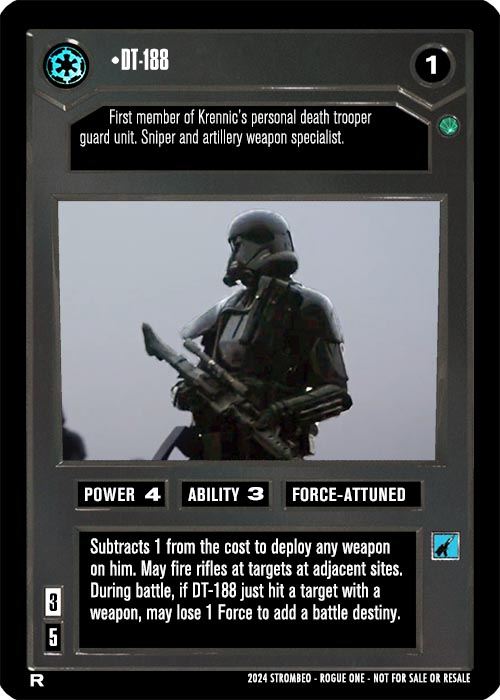 •DT-188
1
First member of Krennic's personal death trooper
guard unit. Sniper and artillery weapon specialist.
POWER 4
ABILITY 3
FORCE-ATTUNED
Subtracts 1 from the cost to deploy any weapon
on him. May fire rifles at targets at adjacent sites.
During battle, if DT-188 just hit a target with a
weapon, may lose 1 Force to add a battle destiny.
3
5
R
2024 STROMBEO - ROGUE ONE - NOT FOR SALE OR RESALE